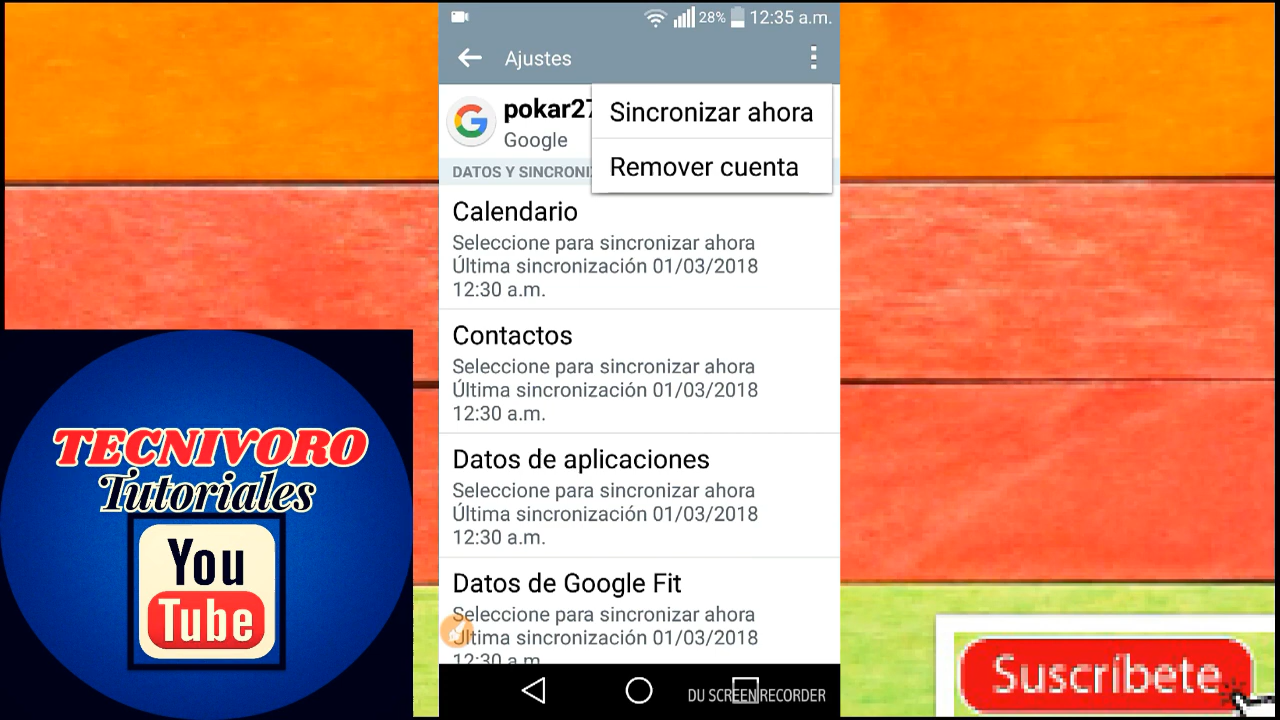 28% 12:35 a.m.
Ajustes
pokar27
Sincronizar ahora
Google
Remover cuenta
DATOS Y SINCRONI
Calendario
Seleccione para sincronizar ahora
Última sincronización 01/03/2018
12:30 a.m.
Contactos
Seleccione para sincronizar ahora
Última sincronización 01/03/2018
12:30 a.m.
Datos de aplicaciones
Seleccione para sincronizar ahora
Última sincronización 01/03/2018
12:30 a.m.
Datos de Google Fit
Seleccione para sincronizar ahora
Última sincronización 01/03/2018
12:30 a.m.
DU SCREEN RECORDER
TECNIVORO
Tutoriales
You
Tube
Suscríbete